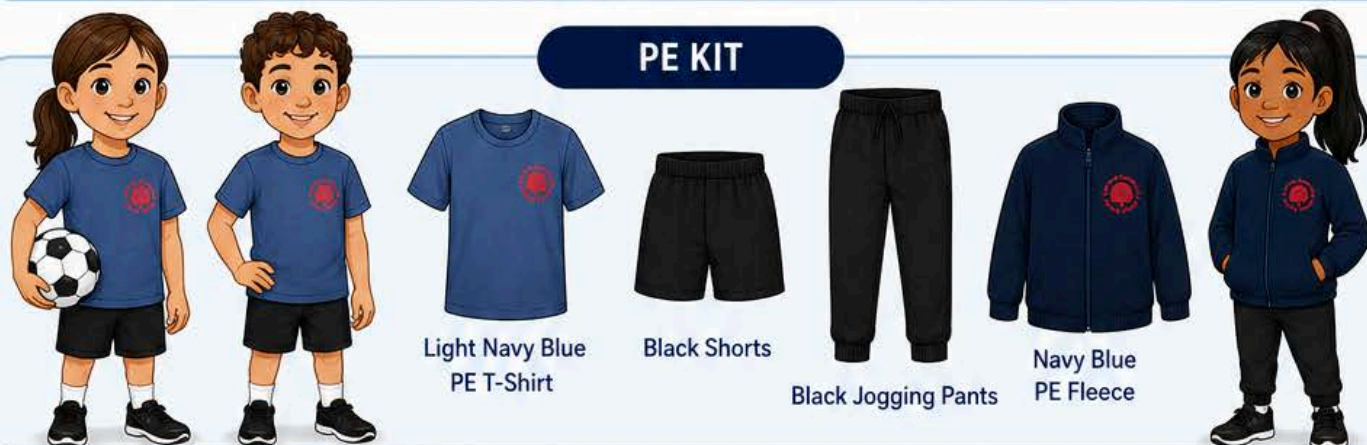 PE KIT
Light Navy Blue
PE T-Shirt
Black Shorts
Black Jogging Pants
Navy Blue
PE Fleece